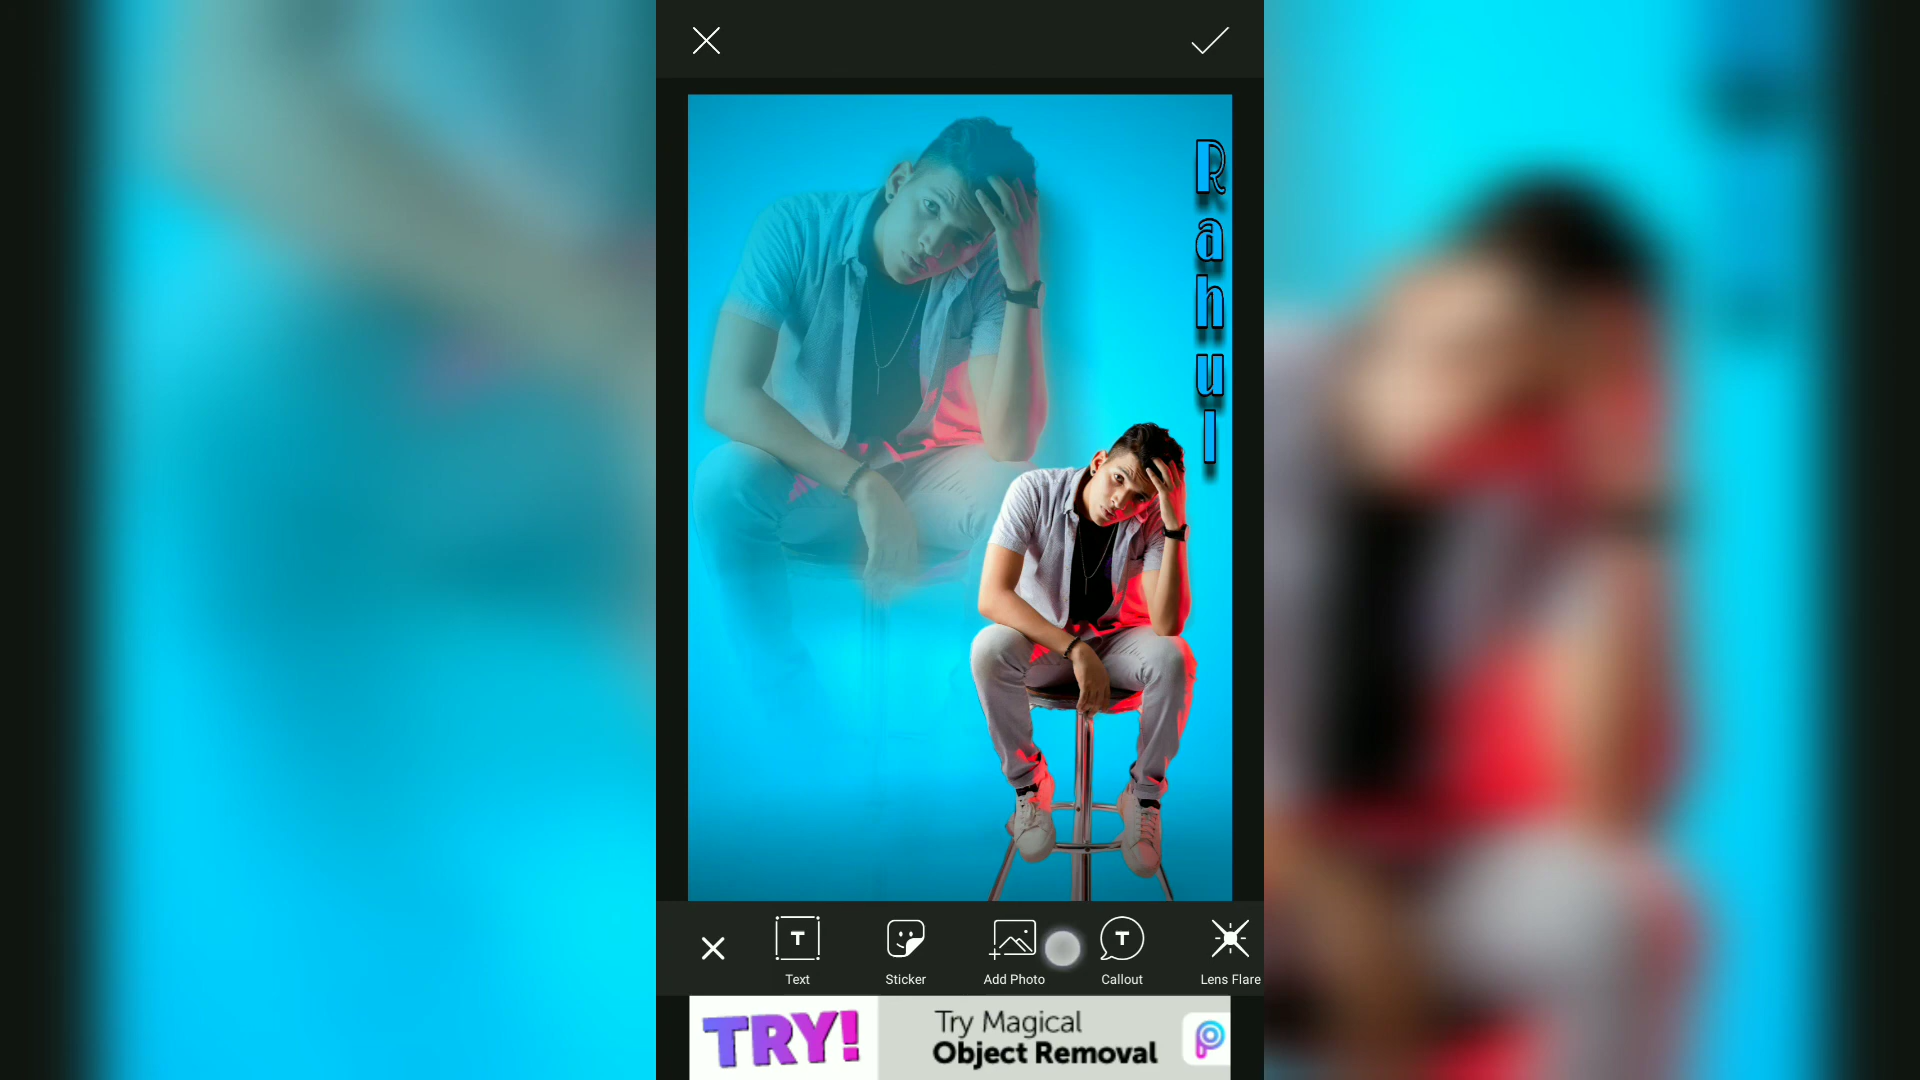 Rahul
Text
Sticker
Add Photo
Callout
Lens Flare
TRY!
Try Magical
Object Removal